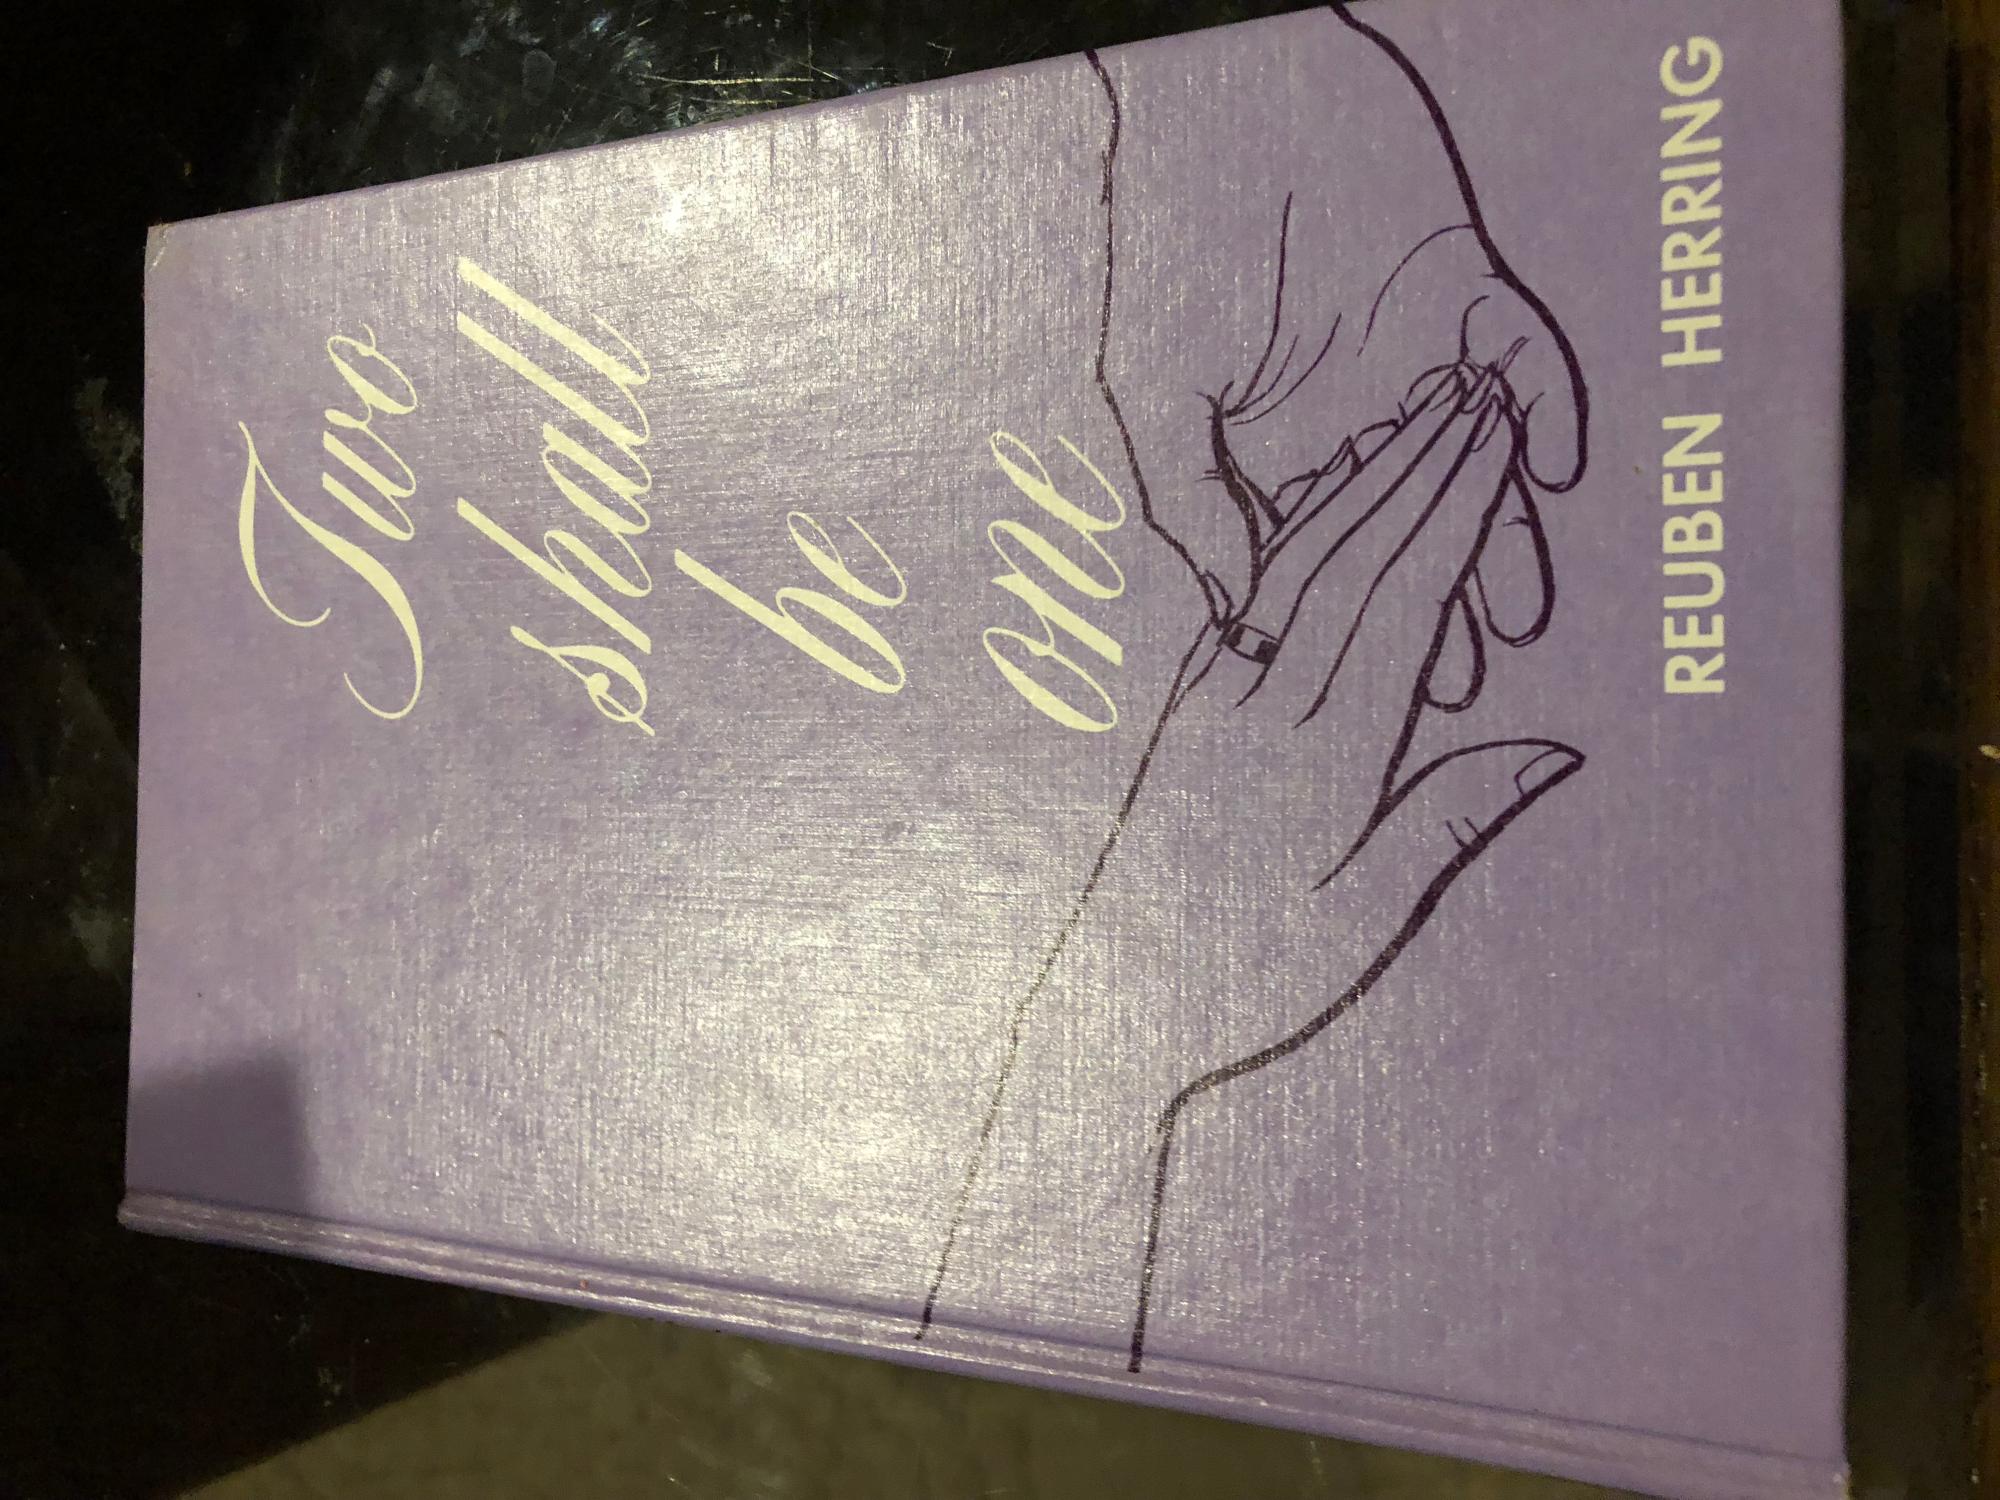 Two
shall
be
one
REUBEN HERRING